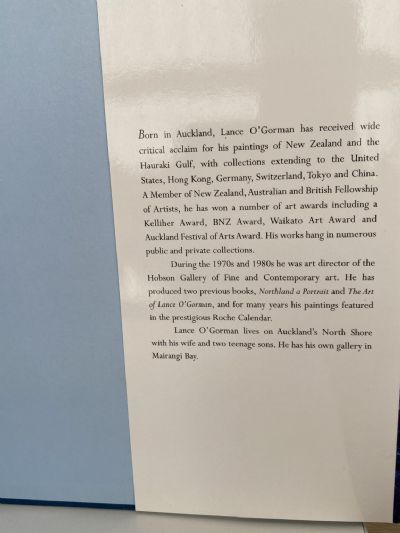 Born in Auckland, Lance O'Gorman has received wide
critical acclaim for his paintings of New Zealand and the
Hauraki Gulf, with collections extending to the United
States, Hong Kong, Germany, Switzerland, Tokyo and China.
A Member of New Zealand, Australian and British Fellowship
of Artists, he has won a number of art awards including a
Kelliher Award, BNZ Award, Waikato Art Award and
Auckland Festival of Arts Award. His works hang in numerous
public and private collections.
During the 1970s and 1980s he was art director of the
Hobson Gallery of Fine and Contemporary art. He has
produced two previous books, Northland a Portrait and The Art
of Lance O'Gorman, and for many years his paintings featured
in the prestigious Roche Calendar.
Lance O'Gorman lives on Auckland's North Shore
with his wife and two teenage sons. He has his own gallery in
Mairangi Bay.